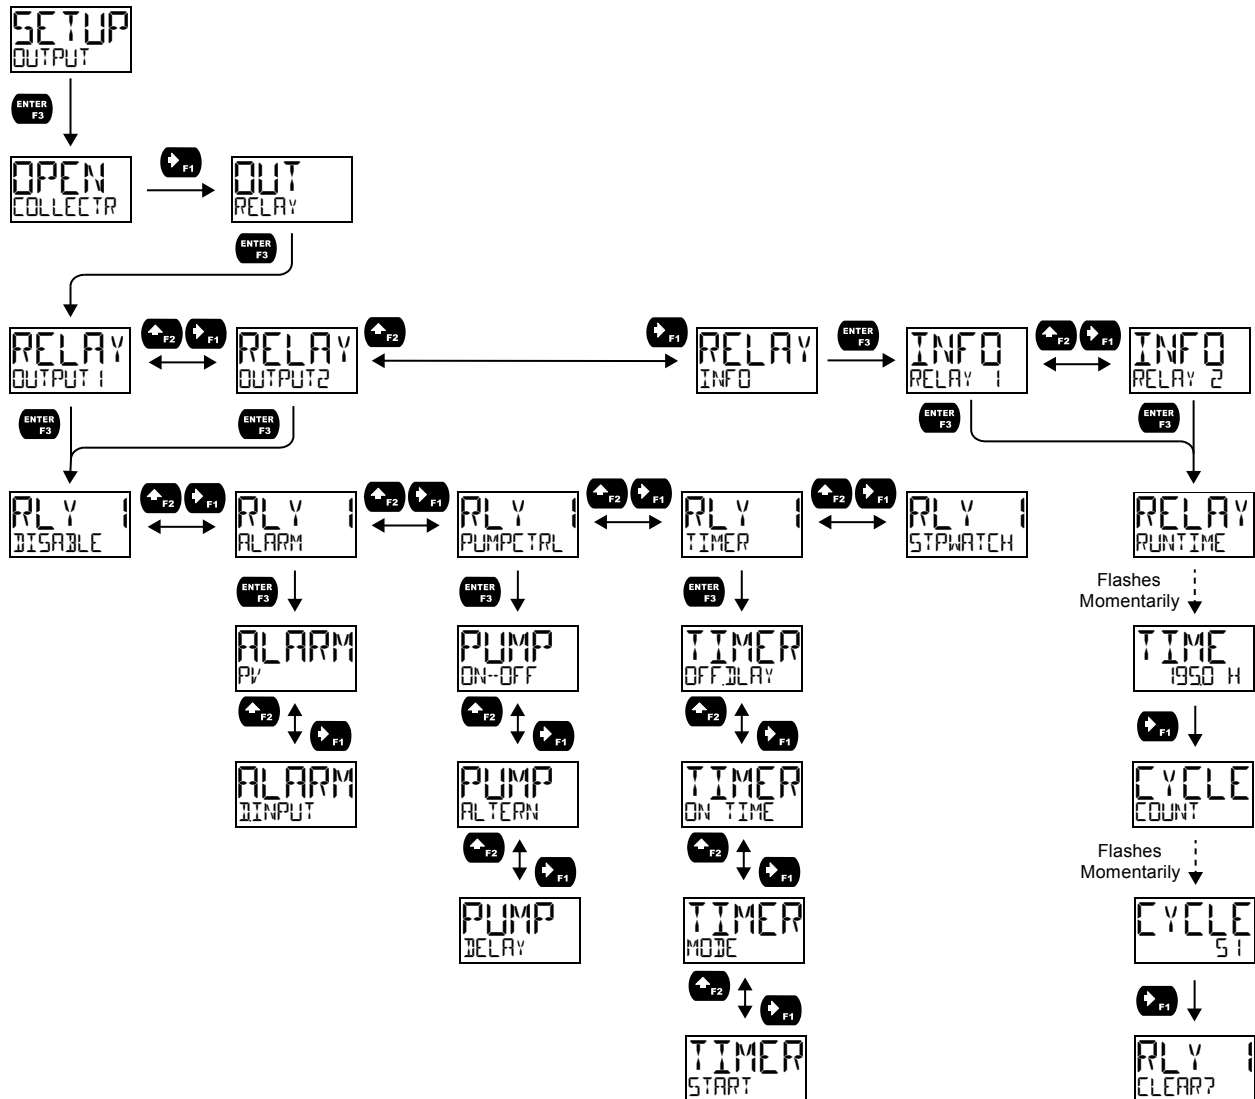 SETUP
OUTPUT
ENTER
F3
OPEN
COLLECTR
F1
OUT
RELAY
ENTER
F3
RELAY
OUTPUT1
F2
F1
RELAY
OUTPUT2
F2
F1
RELAY
INFO
ENTER
F3
INFO
RELAY 1
F2
F1
INFO
RELAY 2
ENTER
F3
ENTER
F3
ENTER
F3
ENTER
F3
RLY 1
DISABLE
F2
F1
RLY 1
ALARM
F2
F1
RLY 1
PUMPCTRL
F2
F1
RLY 1
TIMER
F2
F1
RLY 1
STPWATCH
RELAY
RUNTIME
ENTER
F3
ENTER
F3
ENTER
F3
Flashes
Momentarily
ALARM
PV
PUMP
ON--OFF
TIMER
OFF.DLAY
TIME
195.0 H
F2
F1
F2
F1
F2
F1
F1
ALARM
D.INPUT
PUMP
ALTERN
TIMER
ON TIME
CYCLE
COUNT
F2
F1
F2
F1
Flashes
Momentarily
PUMP
DELAY
TIMER
MODE
CYCLE
51
F2
F1
F1
TIMER
START
RLY 1
CLEAR?